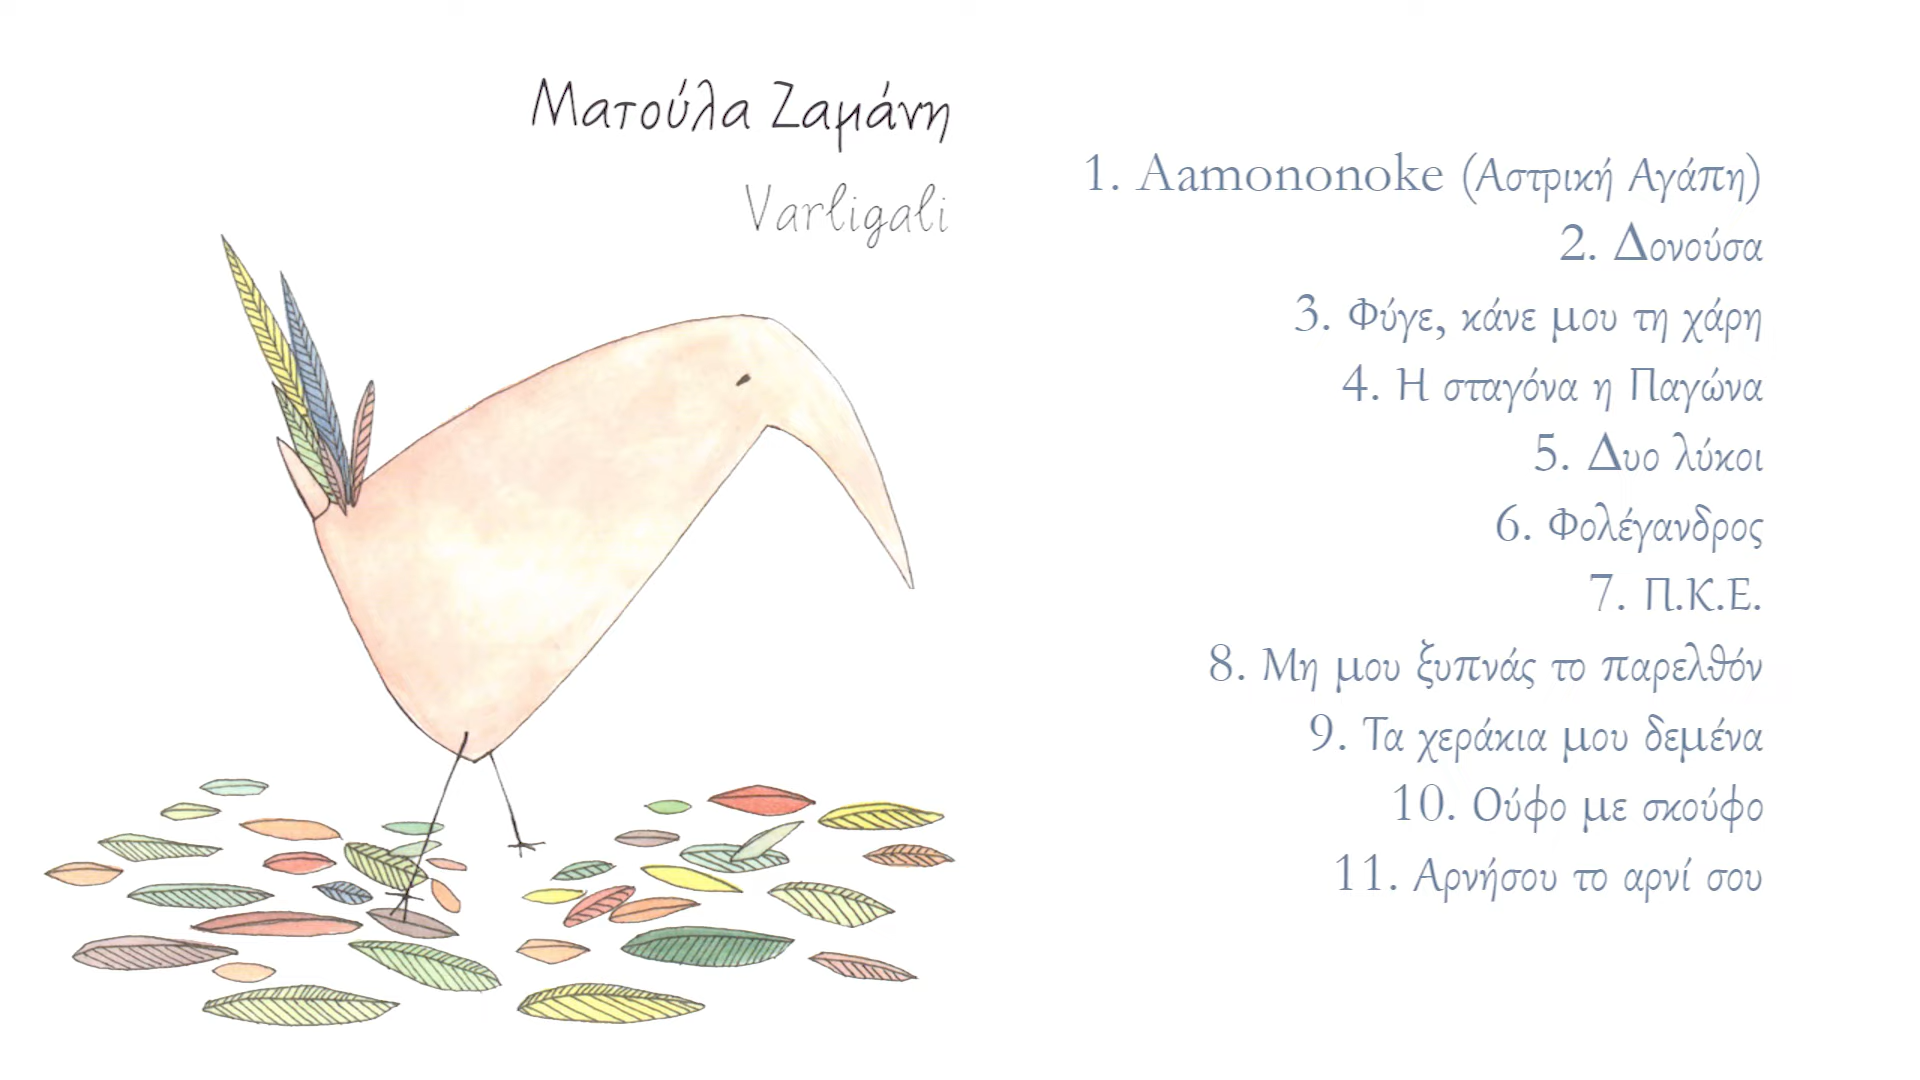 Ματούλα Ζαμάνη
Varligali
1. Aamononoke (Αστρική Αγάπη)
2. Δονούσα
3. Φύγε, κάνε μου τη χάρη
4. Η σταγόνα η Παγώνα
5. Δυο λύκοι
6. Φολέγανδρος
7. Π.Κ.Ε.
8. Μη μου ξυπνάς το παρελθόν
9. Τα χεράκια μου δεμένα
10. Ούφο με σκούφο
11. Αρνήσου το αρνί σου